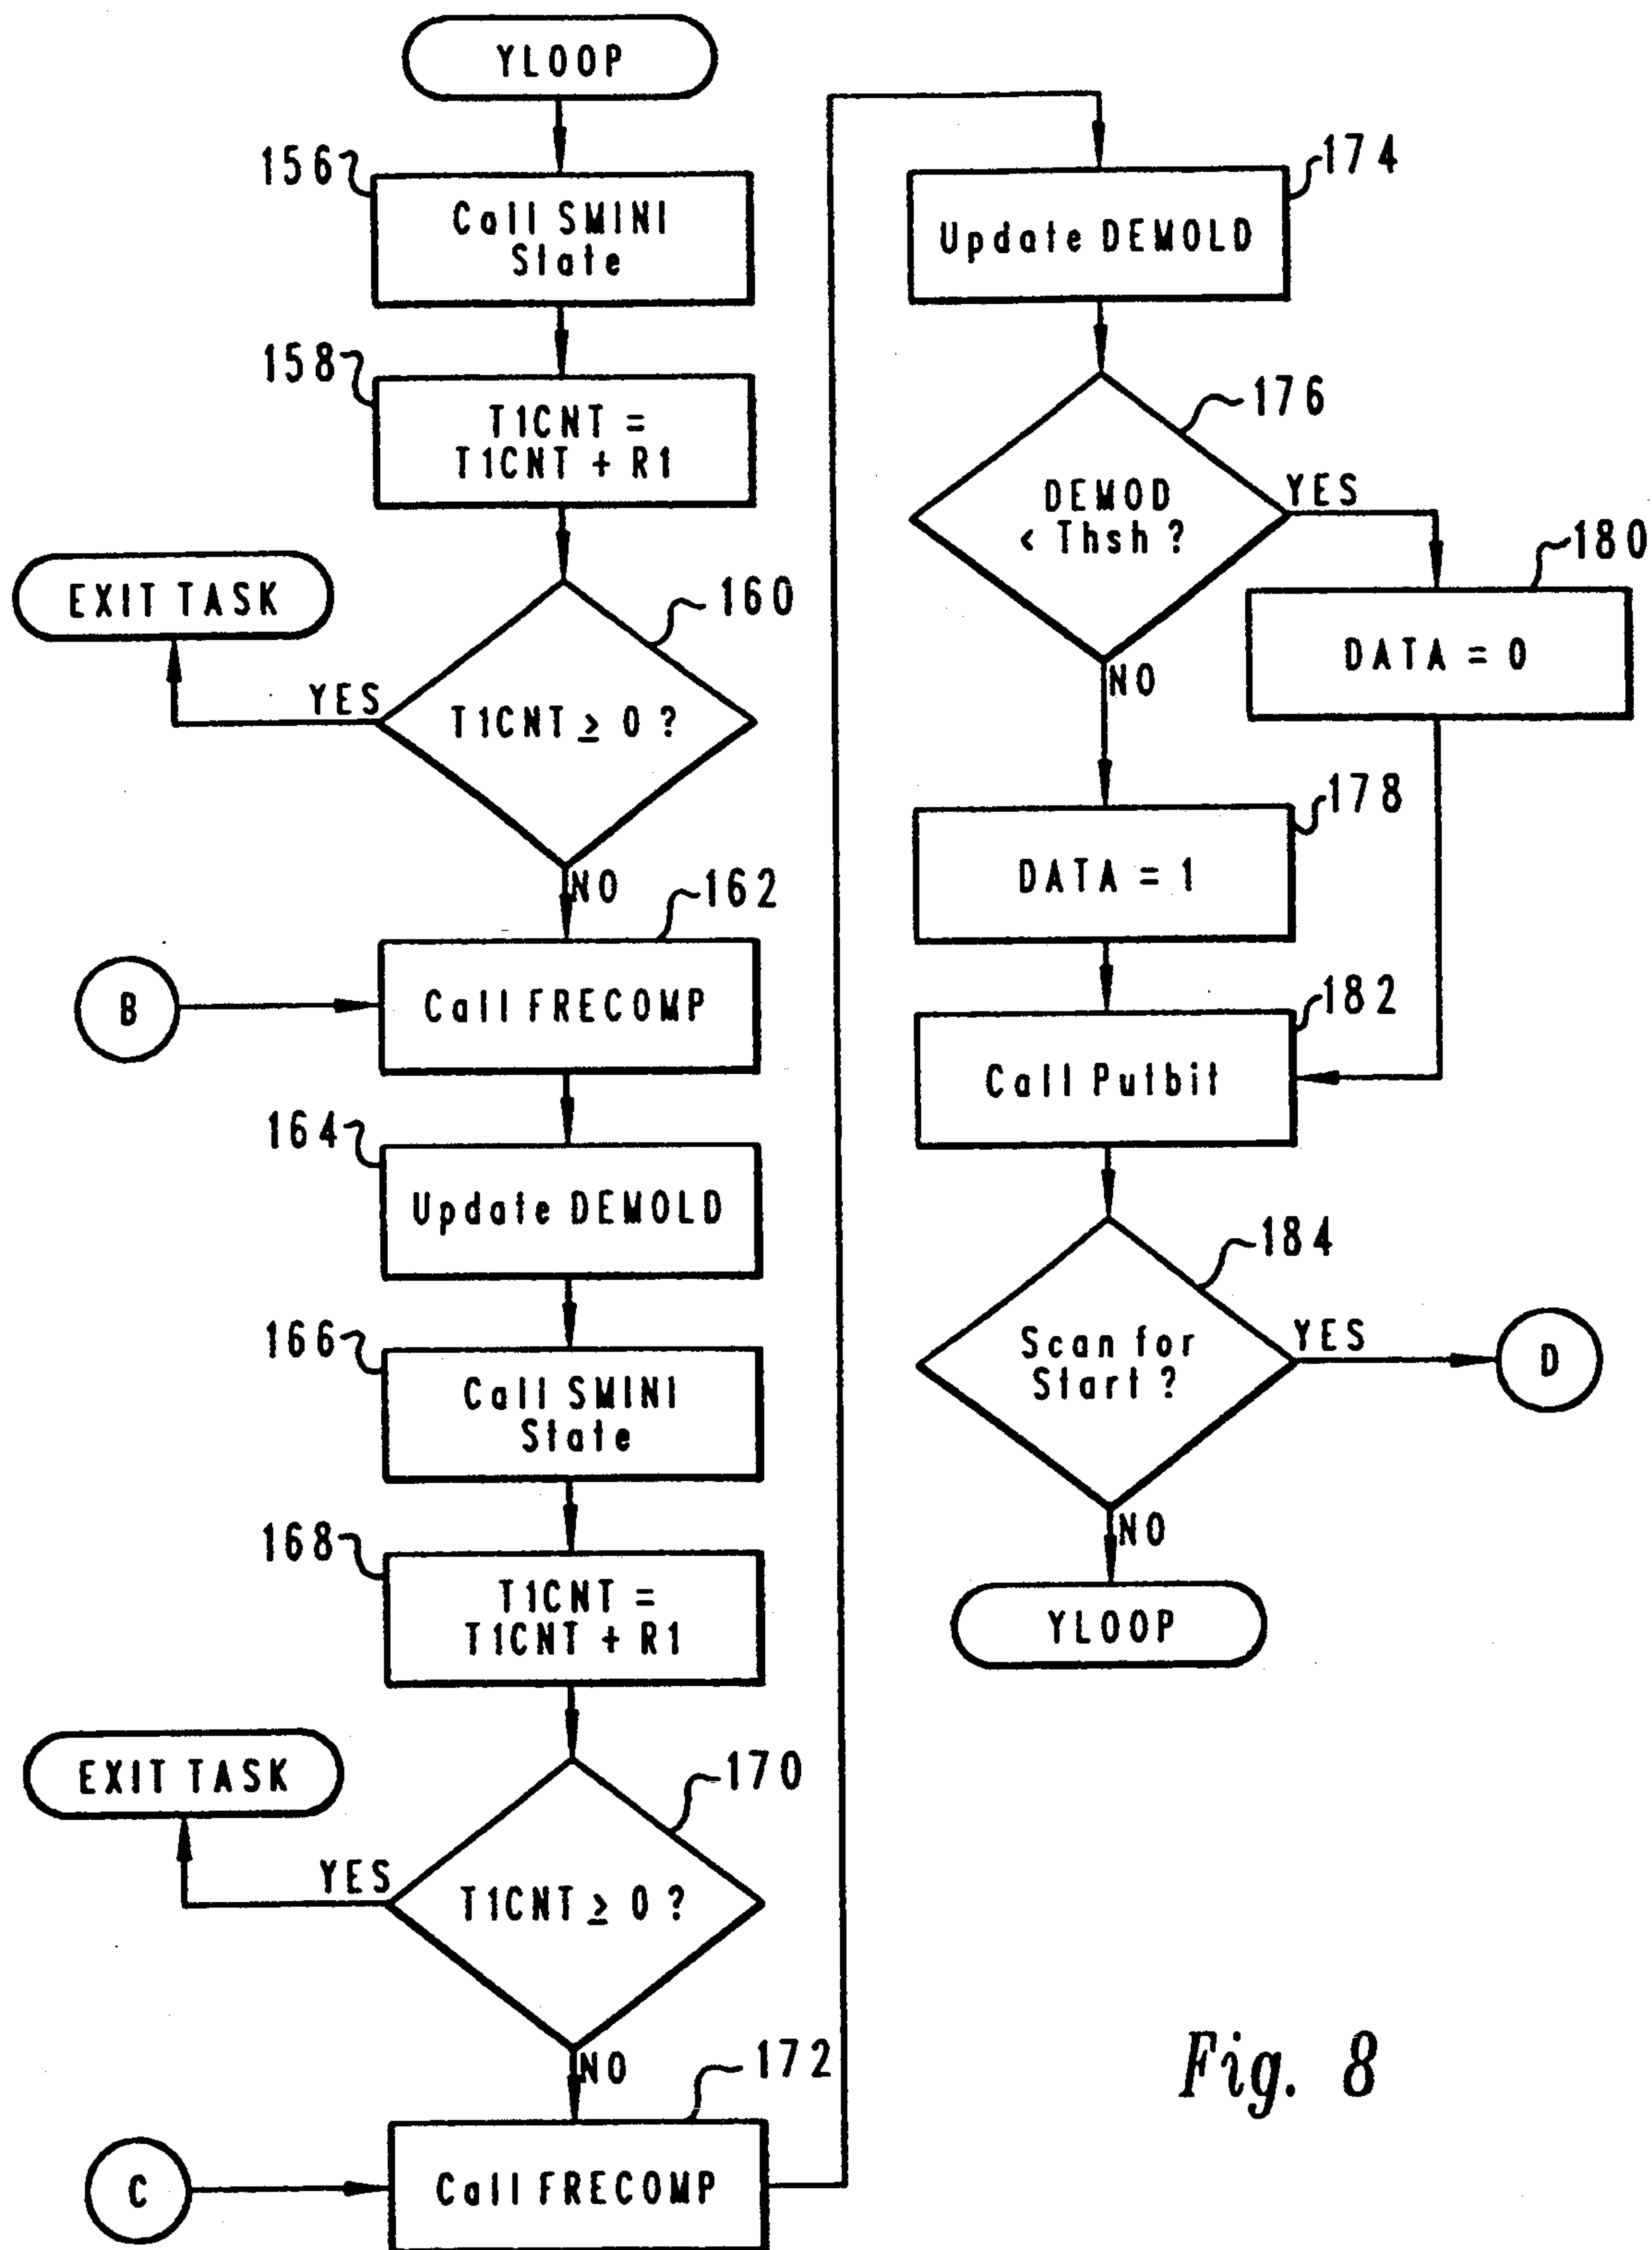 YLOOP
156
Call SMINI
State
158
T1CNT =
T1CNT + R1
EXIT TASK
160
YES
T1CNT ≥ 0 ?
NO
162
B
Call FRECOMP
164
Update DEMOLD
166
Call SMINI
State
168
T1CNT =
T1CNT + R1
EXIT TASK
170
YES
T1CNT ≥ 0 ?
NO
172
C
Call FRECOMP
174
Update DEMOLD
176
DEMOD
< Thsh ?
YES
180
DATA = 0
NO
178
DATA = 1
182
Call Putbit
184
Scan for
Start ?
YES
D
NO
YLOOP
Fig. 8